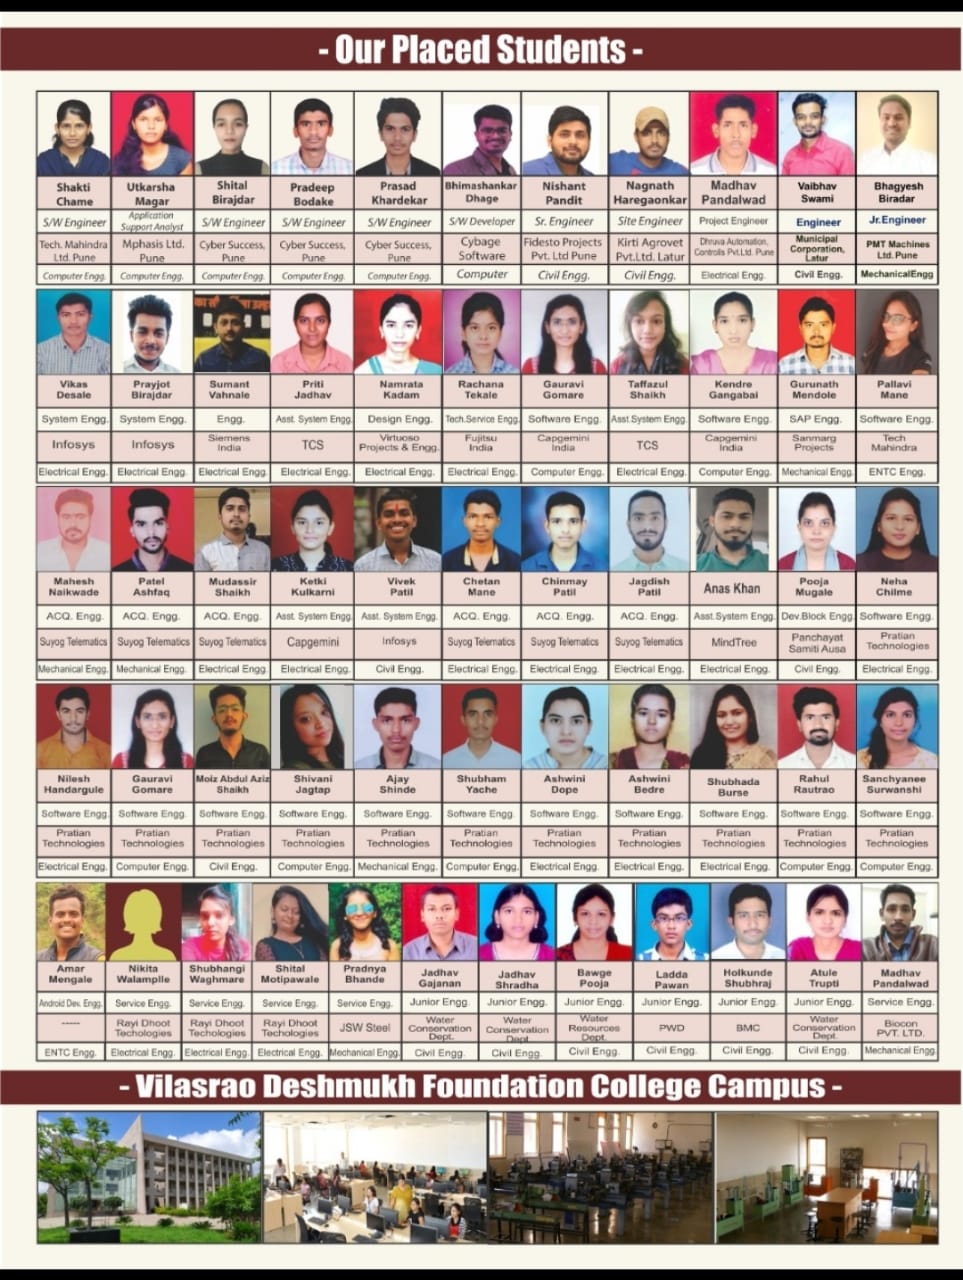 - Our Placed Students -
Shakti Chame
Utkarsha Magar
Shital Birajdar
Pradeep Bodake
Prasad Khardekar
Bhimashankar Dhage
Nishant Pandit
Nagnath Haregaonkar
Madhav Pandalwad
Vaibhav Swami
Bhagyesh Biradar
S/W Engineer
Application Support Analyst
S/W Engineer
S/W Engineer
S/W Engineer
S/W Developer
Sr. Engineer
Site Engineer
Project Engineer
Engineer
Jr.Engineer
Tech. Mahindra Ltd. Pune
Mphasis Ltd. Pune
Cyber Success, Pune
Cyber Success, Pune
Cyber Success, Pune
Cybage Software
Fidesto Projects Pvt. Ltd Pune
Kirti Agrovet Pvt.Ltd. Latur
Dhruva Automation, Controlls Pvt.Ltd. Pune
Municipal Corporation, Latur
PMT Machines Ltd.Pune
Computer Engg.
Computer Engg.
Computer Engg.
Computer Engg.
Computer Engg.
Computer
Civil Engg.
Civil Engg.
Electrical Engg.
Civil Engg.
MechanicalEngg
Vikas Desale
Prayjot Birajdar
Sumant Vahnale
Priti Jadhav
Namrata Kadam
Rachana Tekale
Gauravi Gomare
Taffazul Shaikh
Kendre Gangabai
Gurunath Mendole
Pallavi Mane
System Engg.
System Engg.
Engg.
Asst. System Engg.
Design Engg.
Tech.Service Engg.
Software Engg.
Asst.System Engg.
Software Engg.
SAP Engg.
Software Engg.
Infosys
Infosys
Siemens India
TCS
Virtuoso Projects & Engg.
Fujitsu India
Capgemini India
TCS
Capgemini India
Sanmarg Projects
Tech Mahindra
Electrical Engg.
Electrical Engg.
Electrical Engg.
Electrical Engg.
Electrical Engg.
Electrical Engg.
Computer Engg.
Electrical Engg.
Computer Engg.
Mechanical Engg.
ENTC Engg.
Mahesh Naikwade
Patel Ashfaq
Mudassir Shaikh
Ketki Kulkarni
Vivek Patil
Chetan Mane
Chinmay Patil
Jagdish Patil
Anas Khan
Pooja Mugale
Neha Chilme
ACQ. Engg.
ACQ. Engg.
ACQ. Engg.
Asst. System Engg.
Asst. System Engg.
ACQ. Engg.
ACQ. Engg.
ACQ. Engg.
Asst.System Engg.
Dev.Block Engg.
Software Engg.
Suyog Telematics
Suyog Telematics
Suyog Telematics
Capgemini
Infosys
Suyog Telematics
Suyog Telematics
Suyog Telematics
MindTree
Panchayat Samiti Ausa
Pratian Technologies
Mechanical Engg.
Mechanical Engg.
Electrical Engg.
Electrical Engg.
Civil Engg.
Electrical Engg.
Electrical Engg.
Electrical Engg.
Electrical Engg.
Civil Engg.
Electrical Engg.
Nilesh Handargule
Gauravi Gomare
Moiz Abdul Aziz Shaikh
Shivani Jagtap
Ajay Shinde
Shubham Yache
Ashwini Dope
Ashwini Bedre
Shubhada Burse
Rahul Rautrao
Sanchyanee Surwanshi
Software Engg.
Software Engg.
Software Engg.
Software Engg.
Software Engg.
Software Engg.
Software Engg.
Software Engg.
Software Engg.
Software Engg.
Software Engg.
Pratian Technologies
Pratian Technologies
Pratian Technologies
Pratian Technologies
Pratian Technologies
Pratian Technologies
Pratian Technologies
Pratian Technologies
Pratian Technologies
Pratian Technologies
Pratian Technologies
Electrical Engg.
Computer Engg.
Civil Engg.
Computer Engg.
Mechanical Engg.
Computer Engg.
Electrical Engg.
Electrical Engg.
Electrical Engg.
Computer Engg.
Computer Engg.
Amar Mengale
Nikita Walamplle
Shubhangi Waghmare
Shital Motipawale
Pradnya Bhande
Jadhav Gajanan
Jadhav Shradha
Bawge Pooja
Ladda Pawan
Holkunde Shubhraj
Atule Trupti
Madhav Pandalwad
Android Dev. Engg.
Service Engg.
Service Engg.
Service Engg.
Service Engg.
Junior Engg.
Junior Engg.
Junior Engg.
Junior Engg.
Junior Engg.
Junior Engg.
Service Engg.
-----
Rayi Dhoot Techologies
Rayi Dhoot Techologies
Rayi Dhoot Techologies
JSW Steel
Water Conservation Dept.
Water Conservation Dept
Water Resources Dept.
PWD
BMC
Water Conservation Dept.
Biocon PVT. LTD.
ENTC Engg.
Electrical Engg.
Electrical Engg.
Electrical Engg.
Mechanical Engg.
Civil Engg.
Civil Engg.
Civil Engg.
Civil Engg.
Civil Engg.
Civil Engg.
Mechanical Engg.
- Vilasrao Deshmukh Foundation College Campus -